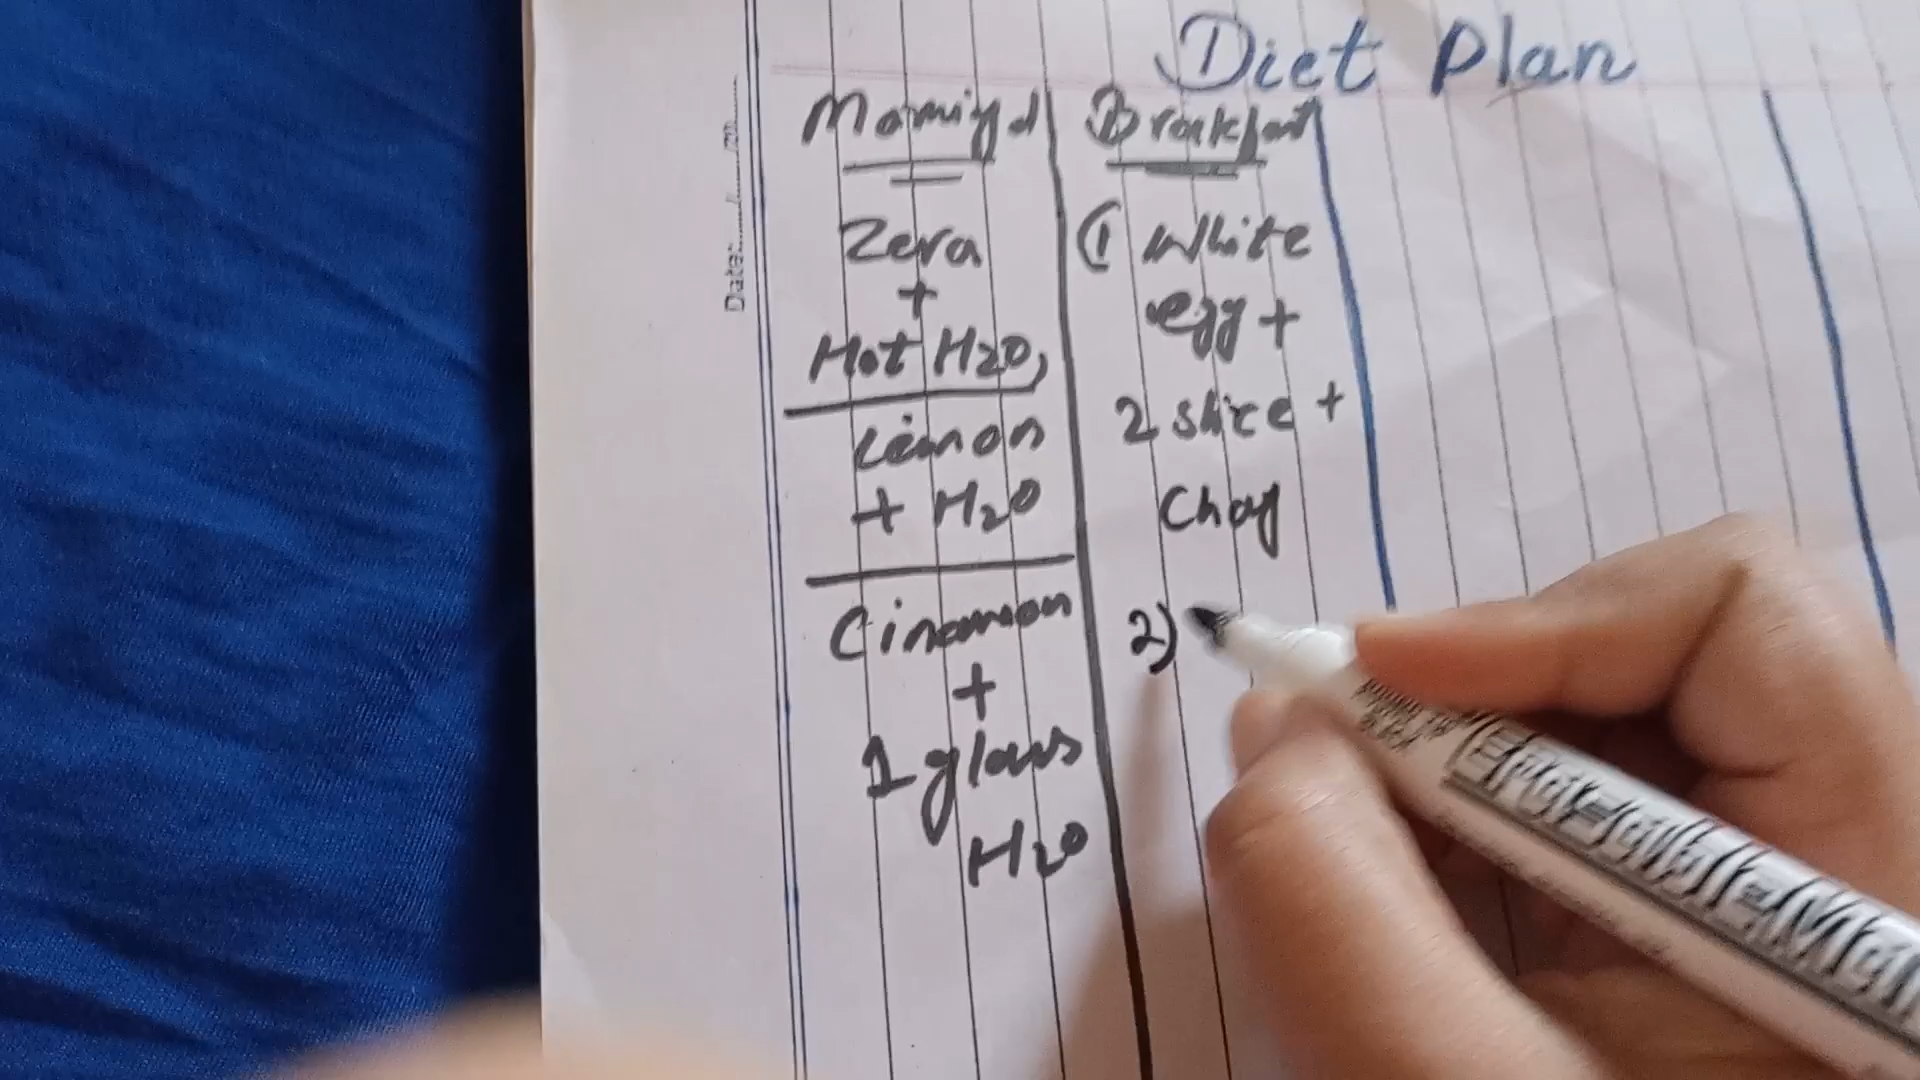 Diet Plan
Breakfast
Zera
+
Hot H2O,
Lemon
+ H2O
Cinamon
+
1 glass
H2O
(1 White
egg +
2 slice +
Chay
2)
Date: